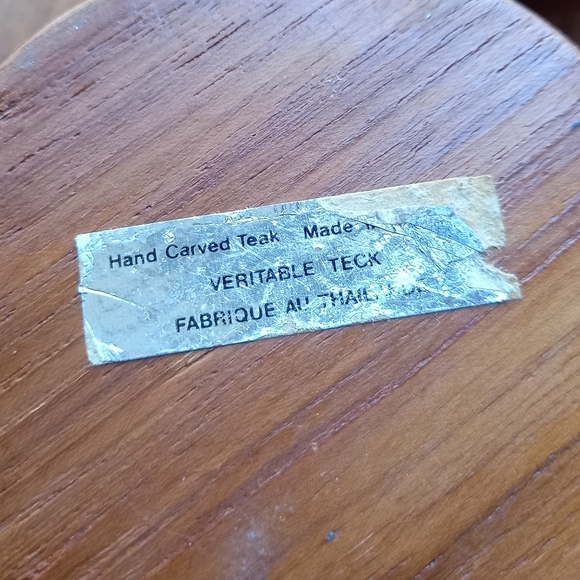 Hand Carved Teak Made
VERITABLE TECK
FABRIQUE AU